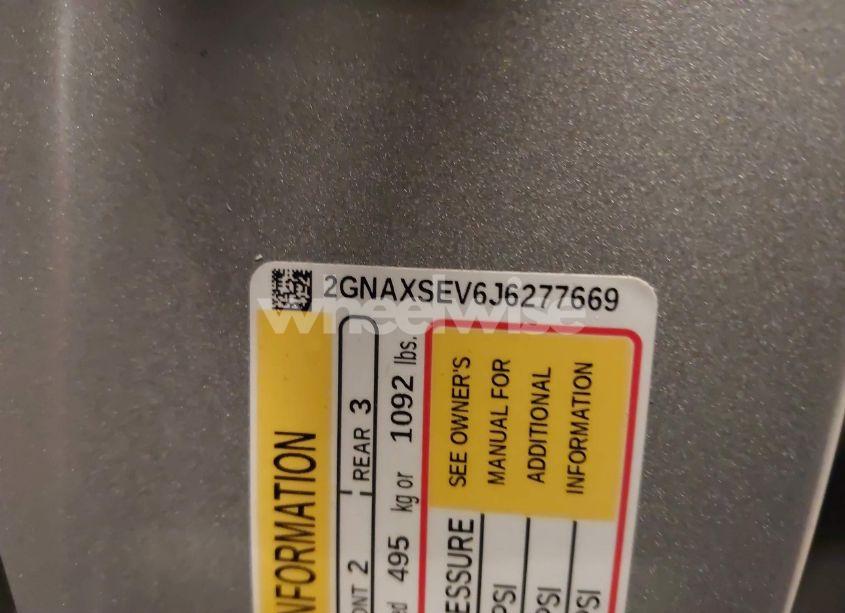 2GNAXSEV6J6277669
wheelwise
NFORMATION
ONT 2 REAR 3
495 kg or 1092 lbs.
ESSURE
SEE OWNER'S
MANUAL FOR
ADDITIONAL
INFORMATION
PSI
PSI
PSI